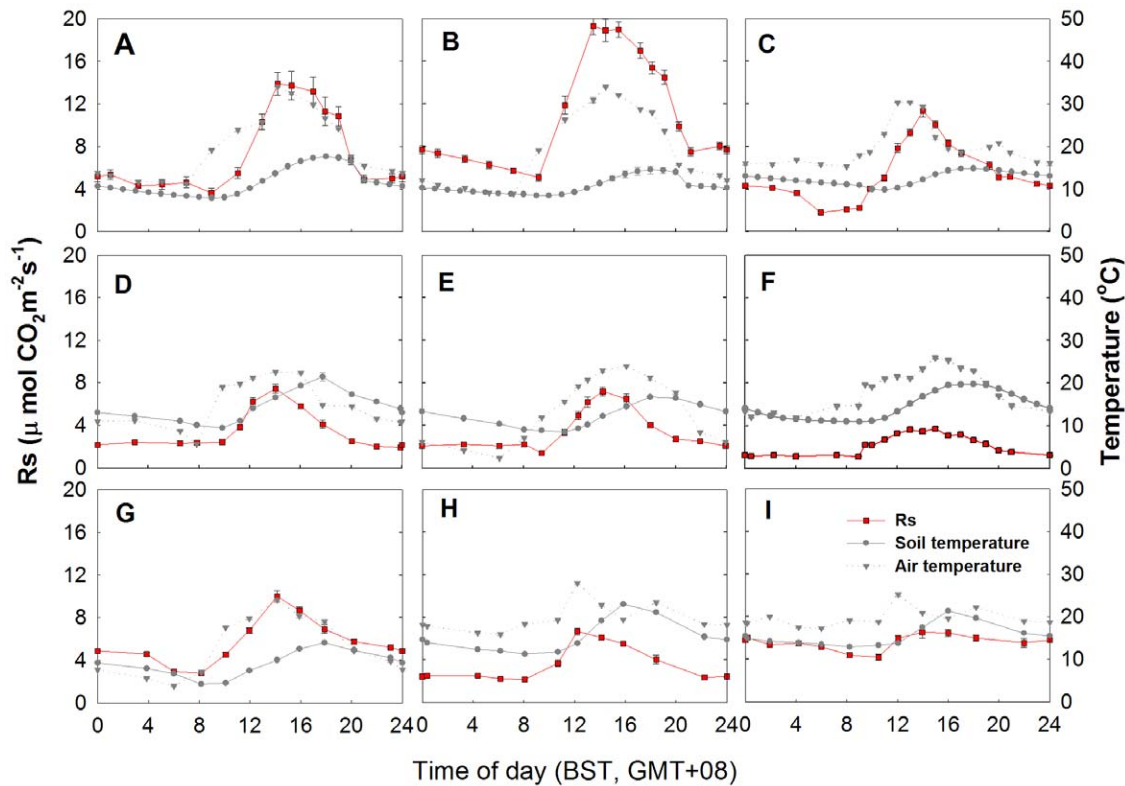 20
16
12
8
4
0
A
B
C
50
40
30
20
10
0
20
16
12
8
4
0
D
E
F
50
40
30
20
10
0
20
16
12
8
4
0
G
H
I
Rs
Soil temperature
Air temperature
50
40
30
20
10
0
0 4 8 12 16 20 24 0 4 8 12 16 20 24 0 4 8 12 16 20 24
Rs (μ mol CO2m-2s-1)
Temperature (oC)
Time of day (BST, GMT+08)